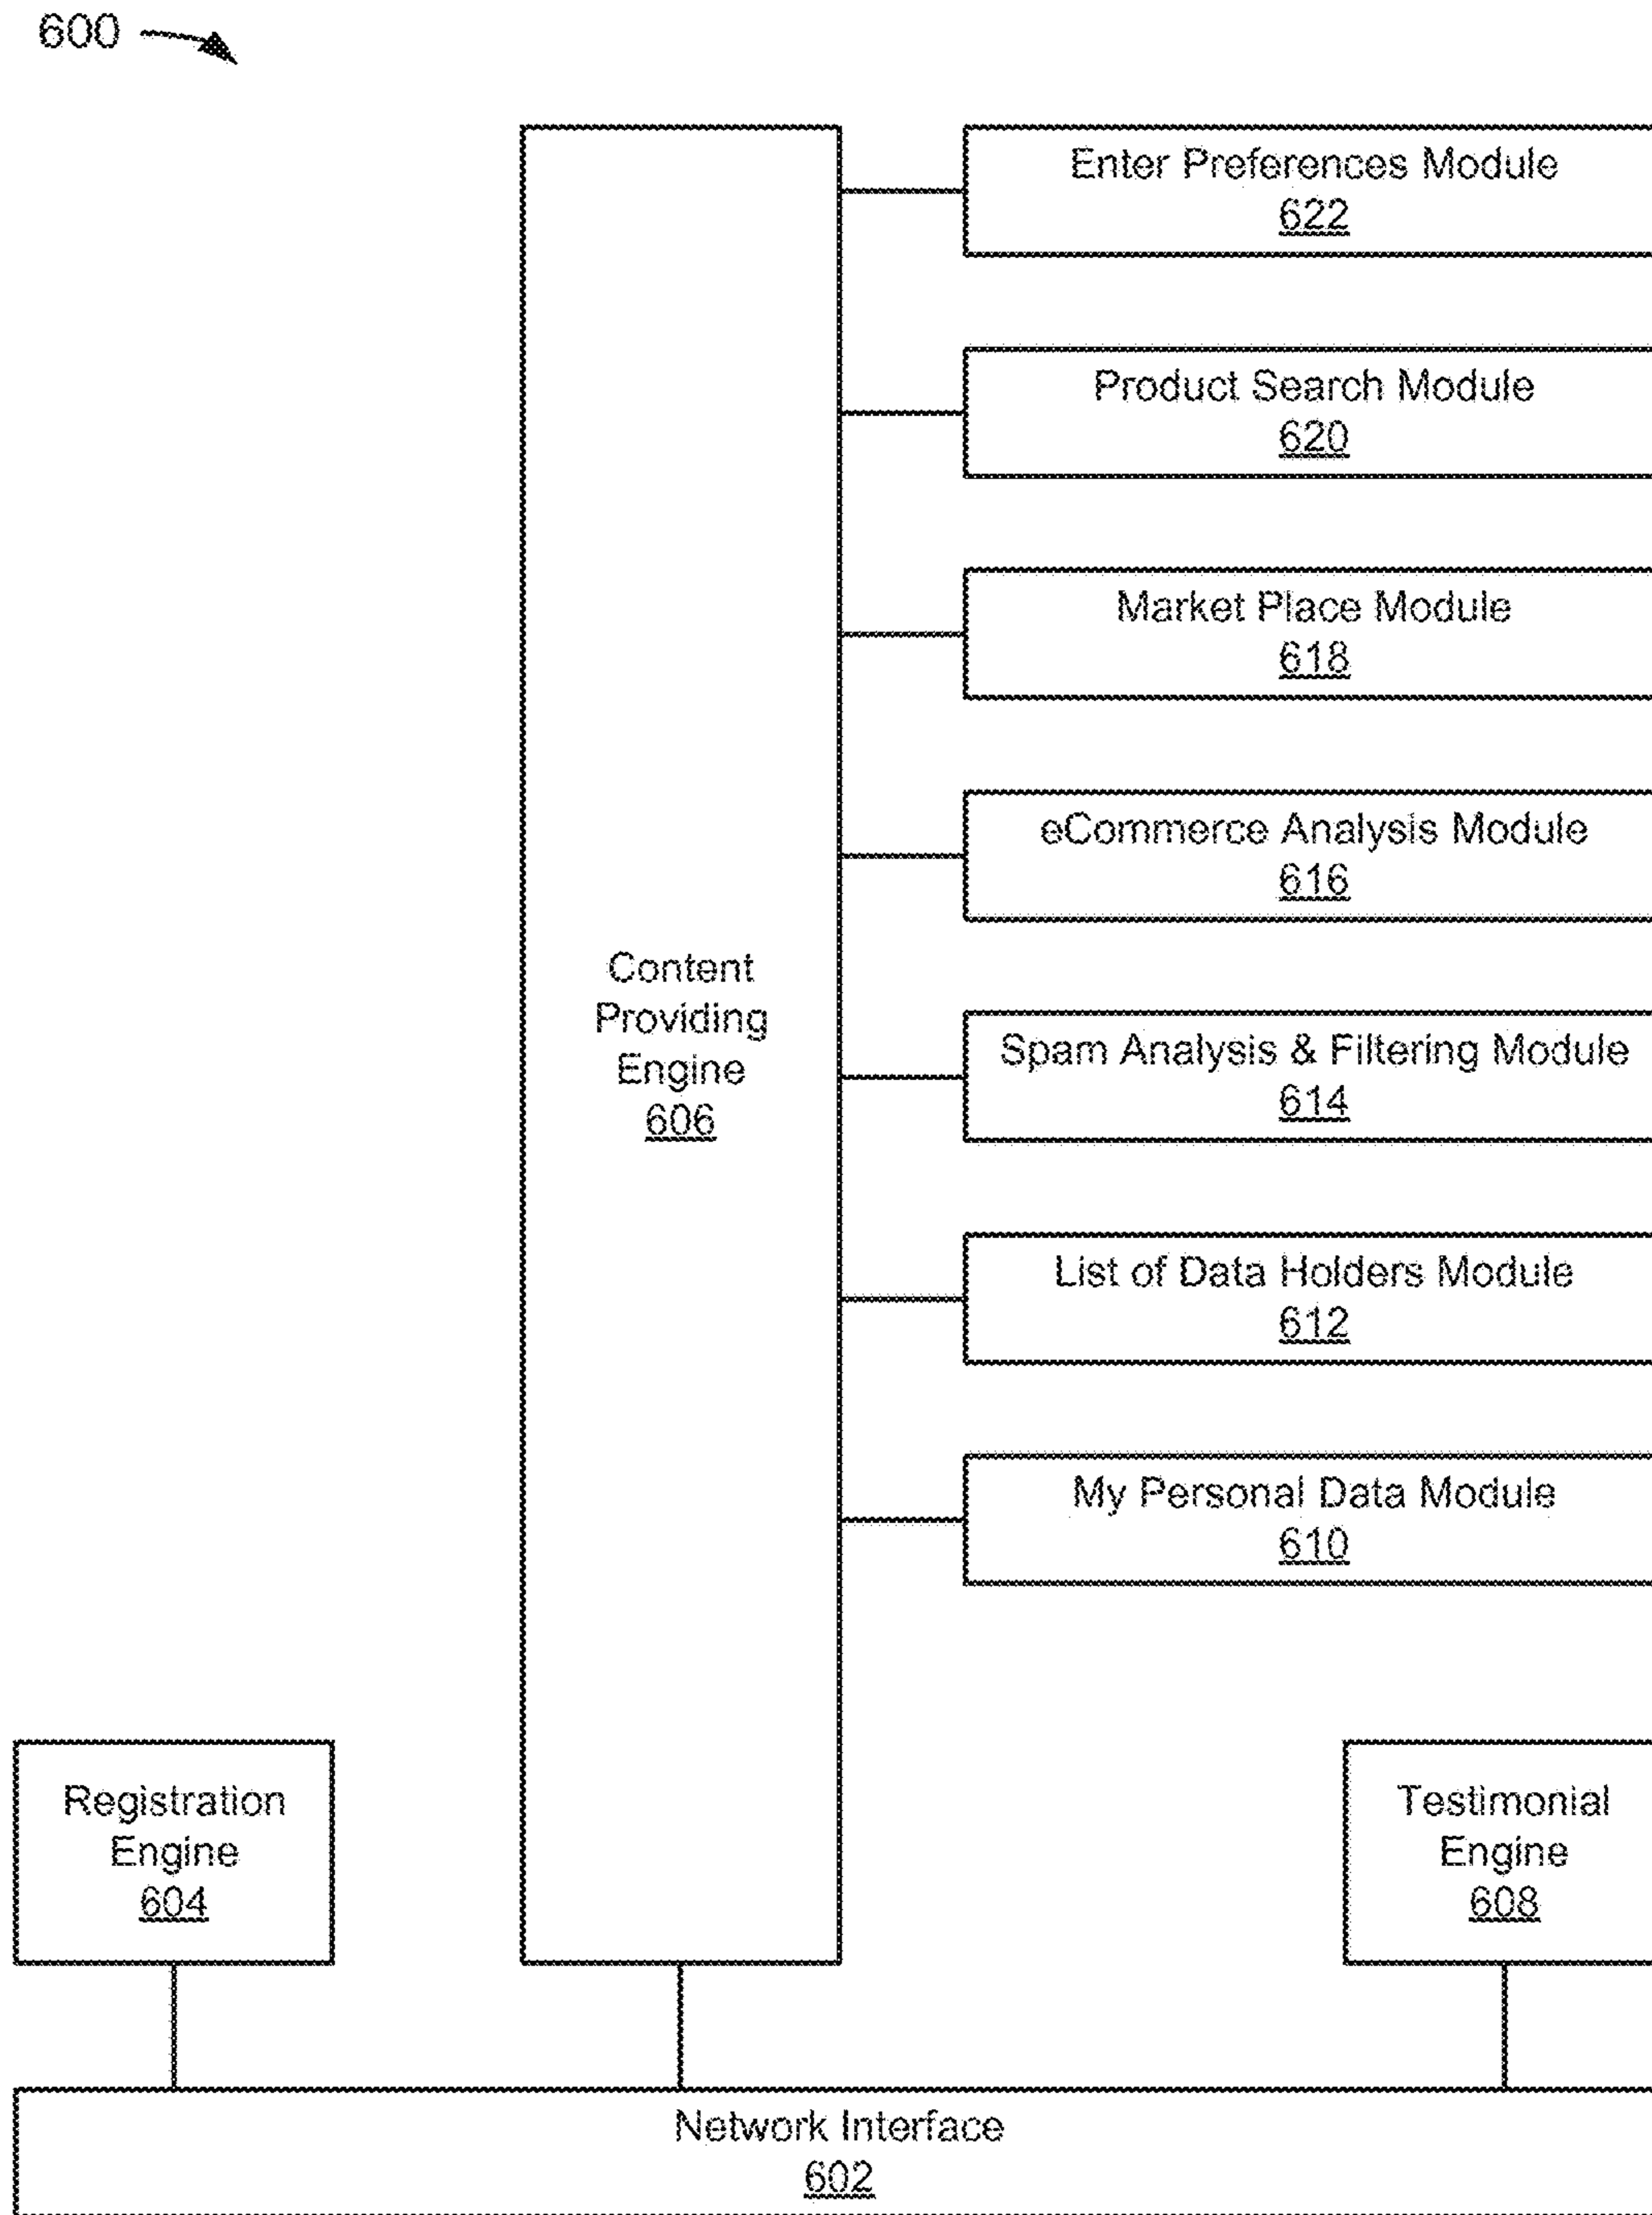 600
Enter Preferences Module
622
Product Search Module
620
Market Place Module
618
eCommerce Analysis Module
616
Content
Providing
Engine
606
Spam Analysis & Filtering Module
614
List of Data Holders Module
612
My Personal Data Module
610
Registration
Engine
604
Testimonial
Engine
608
Network Interface
602